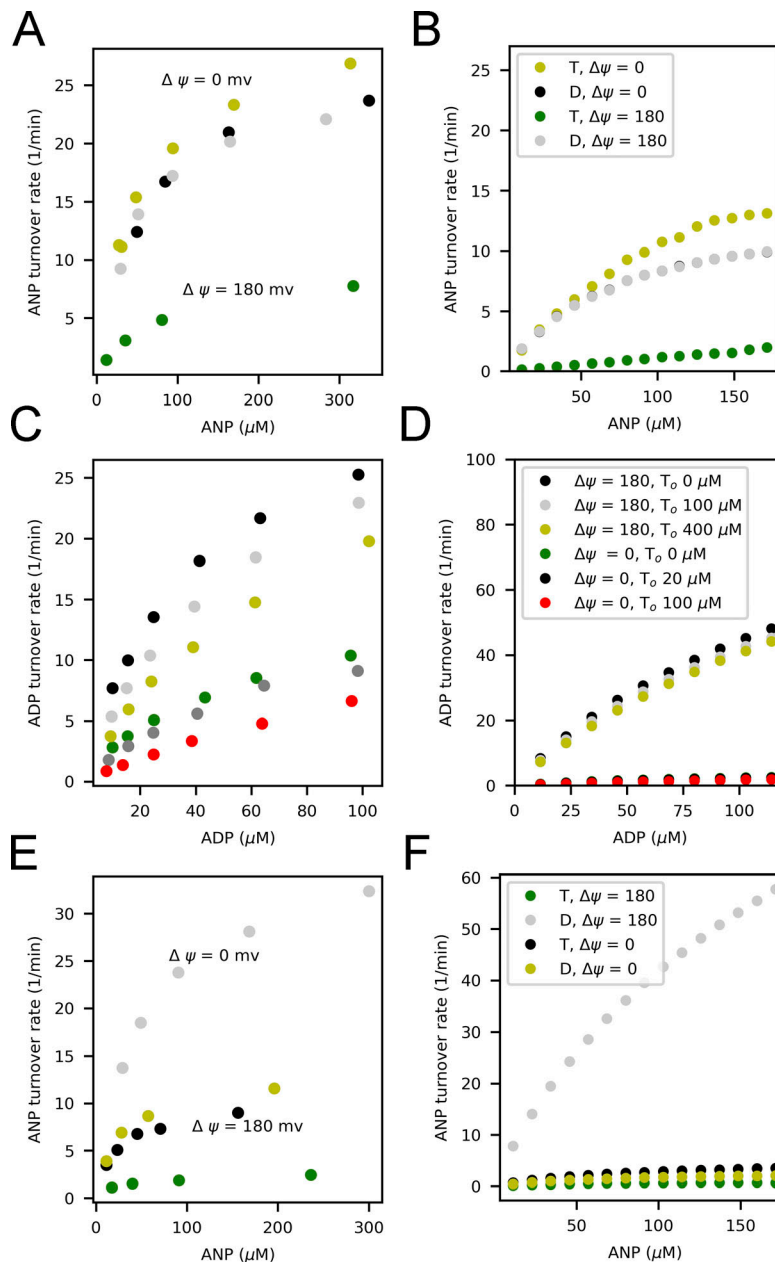 A
B
ANP turnover rate (1/min)
25
20
15
10
5
Δ ψ = 0 mv
Δ ψ = 180 mv
0
100
200
300
ANP (μM)
ANP turnover rate (1/min)
25
20
15
10
5
0
T, Δψ = 0
D, Δψ = 0
T, Δψ = 180
D, Δψ = 180
50
100
150
ANP (μM)
C
D
ADP turnover rate (1/min)
25
20
15
10
5
0
20
40
60
80
100
ADP (μM)
ADP turnover rate (1/min)
100
80
60
40
20
0
Δψ = 180, Tₒ 0 μM
Δψ = 180, Tₒ 100 μM
Δψ = 180, Tₒ 400 μM
Δψ = 0, Tₒ 0 μM
Δψ = 0, Tₒ 20 μM
Δψ = 0, Tₒ 100 μM
0
25
50
75
100
ADP (μM)
E
F
ANP turnover rate (1/min)
30
25
20
15
10
5
0
Δ ψ = 0 mv
Δ ψ = 180 mv
0
100
200
300
ANP (μM)
ANP turnover rate (1/min)
60
50
40
30
20
10
0
T, Δψ = 180
D, Δψ = 180
T, Δψ = 0
D, Δψ = 0
50
100
150
ANP (μM)